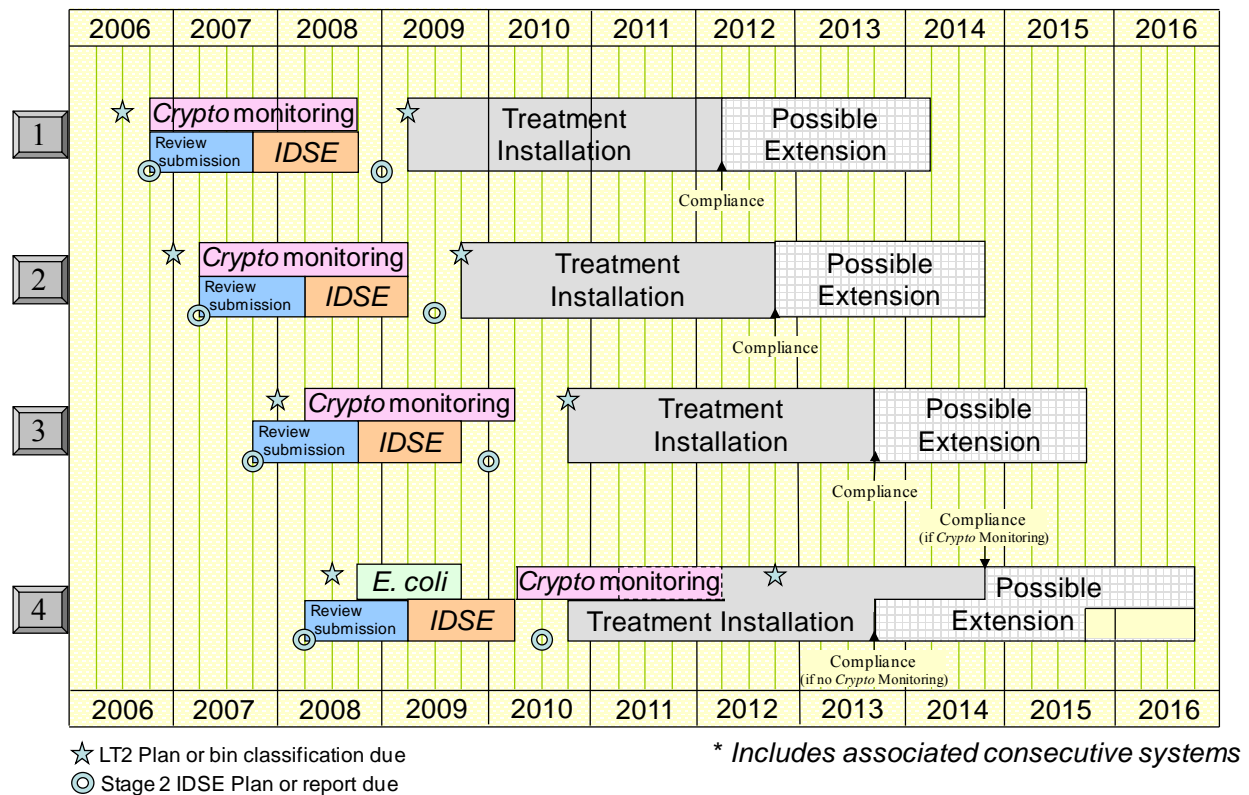 2006 2007 2008 2009 2010 2011 2012 2013 2014 2015 2016
1
Crypto monitoring
Review
submission
IDSE
Treatment
Installation
Possible
Extension
Compliance
2
Crypto monitoring
Review
submission
IDSE
Treatment
Installation
Possible
Extension
Compliance
3
Crypto monitoring
Review
submission
IDSE
Treatment
Installation
Possible
Extension
Compliance
Compliance
(if Crypto Monitoring)
4
E. coli
Review
submission
IDSE
Crypto monitoring
Treatment Installation
Possible
Extension
Compliance
(if no Crypto Monitoring)
2006 2007 2008 2009 2010 2011 2012 2013 2014 2015 2016
LT2 Plan or bin classification due
Stage 2 IDSE Plan or report due
* Includes associated consecutive systems